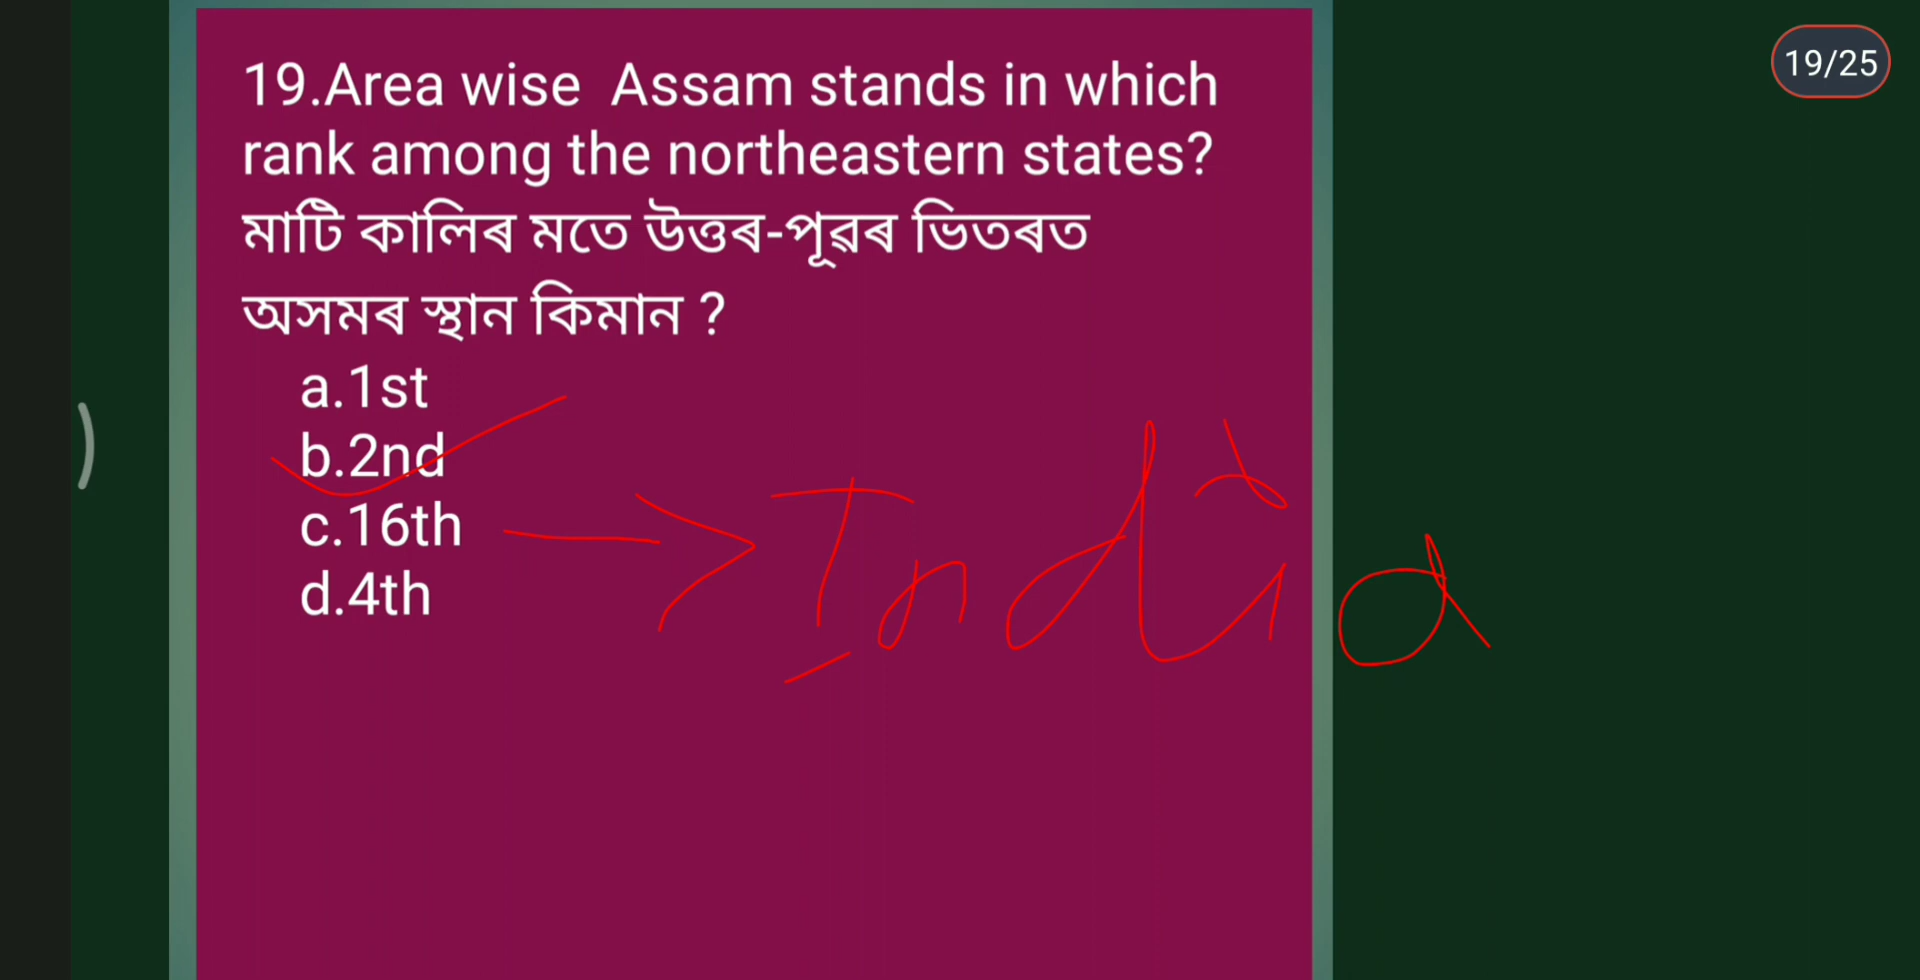 19/25
19.Area wise Assam stands in which
rank among the northeastern states?
মাটি কালিৰ মতে উত্তৰ-পূৱৰ ভিতৰত
অসমৰ স্থান কিমান ?
a.1st
b.2nd
c.16th → India
d.4th